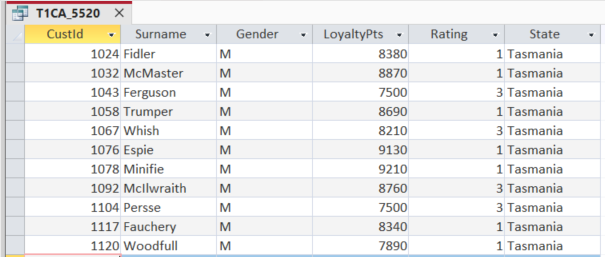 T1CA_5520
CustId Surname Gender LoyaltyPts Rating State
1024 Fidler M 8380 1 Tasmania
1032 McMaster M 8870 1 Tasmania
1043 Ferguson M 7500 3 Tasmania
1058 Trumper M 8690 1 Tasmania
1067 Whish M 8210 3 Tasmania
1076 Espie M 9130 1 Tasmania
1078 Minifie M 9210 1 Tasmania
1092 McIlwraith M 8760 3 Tasmania
1104 Persse M 7500 3 Tasmania
1117 Fauchery M 8340 1 Tasmania
1120 Woodfull M 7890 1 Tasmania